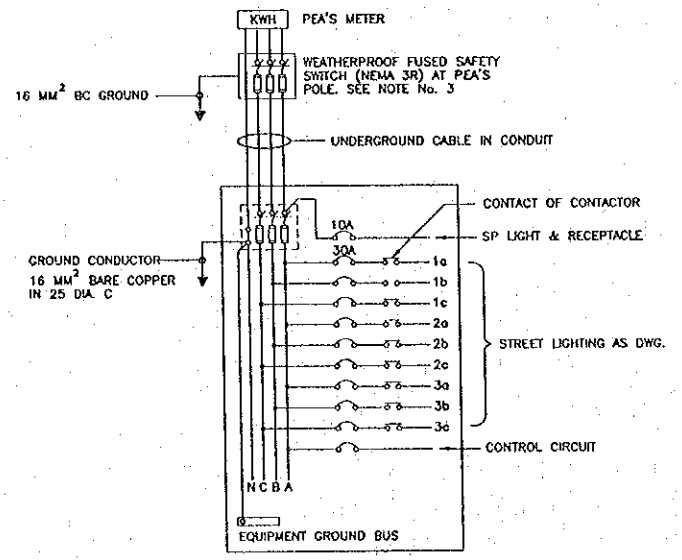 KWH
PEA'S METER
WEATHERPROOF FUSED SAFETY
SWITCH (NEMA 3R) AT PEA'S
POLE. SEE NOTE No. 3
16 MM² BC GROUND
UNDERGROUND CABLE IN CONDUIT
CONTACT OF CONTACTOR
10A
SP LIGHT & RECEPTACLE
30A
GROUND CONDUCTOR
16 MM² BARE COPPER
IN 25 DIA. C
1a
1b
1c
2a
2b
2c
3a
3b
3c
STREET LIGHTING AS DWG.
CONTROL CIRCUIT
N C B A
EQUIPMENT GROUND BUS